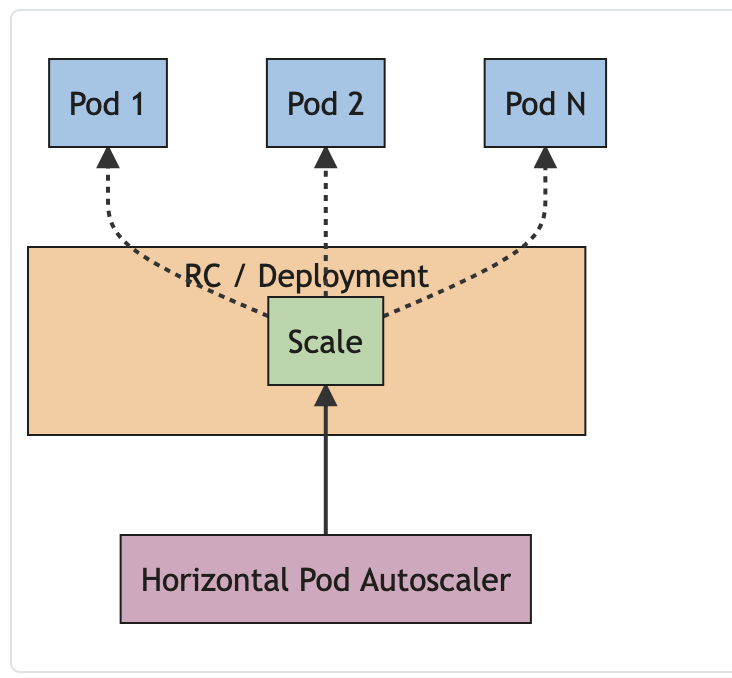 Pod 1
Pod 2
Pod N
RC / Deployment
Scale
Horizontal Pod Autoscaler